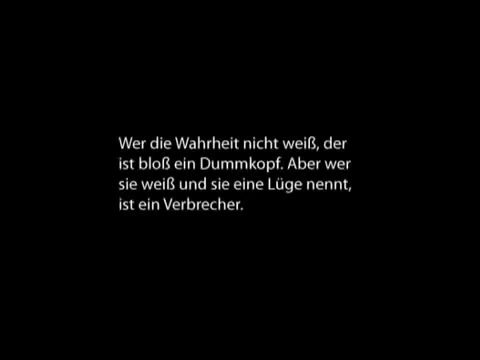 Wer die Wahrheit nicht weiß, der
ist bloß ein Dummkopf. Aber wer
sie weiß und sie eine Lüge nennt,
ist ein Verbrecher.